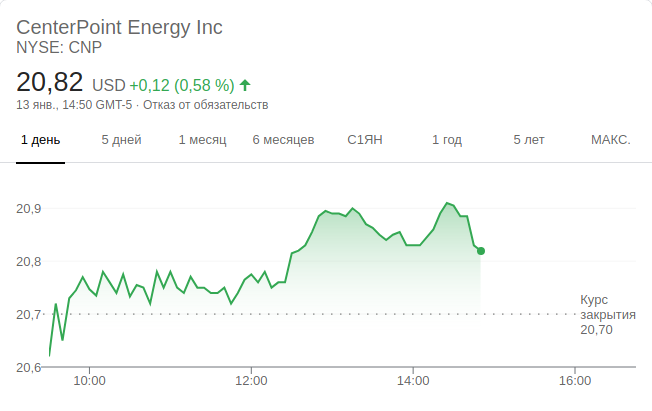 CenterPoint Energy Inc
NYSE: CNP
20,82 USD +0,12 (0,58 %) ↑
13 янв., 14:50 GMT-5 · Отказ от обязательств
1 день 5 дней 1 месяц 6 месяцев С1ЯН 1 год 5 лет МАКС.
20,9
20,8
20,7
20,6
Курс
закрытия
20,70
10:00 12:00 14:00 16:00